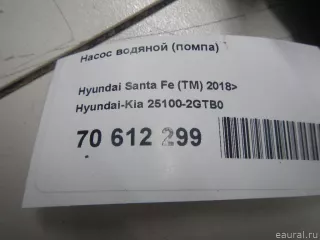 Насос водяной (помпа)
Hyundai Santa Fe (TM) 2018>
Hyundai-Kia 25100-2GTB0
70 612 299
eaural.ru